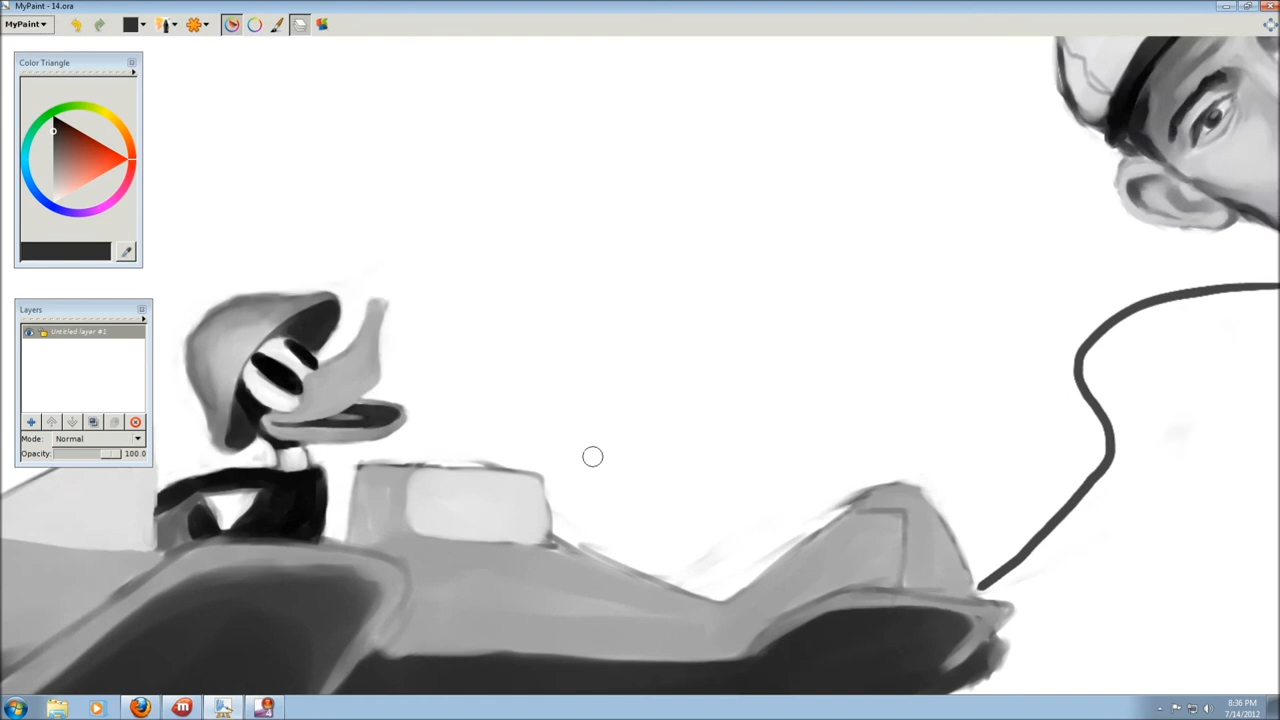 MyPaint - 14.ora
MyPaint
Color Triangle
Layers
Untitled layer #1
Mode: Normal
Opacity: 100.0
8:36 PM
7/14/2012